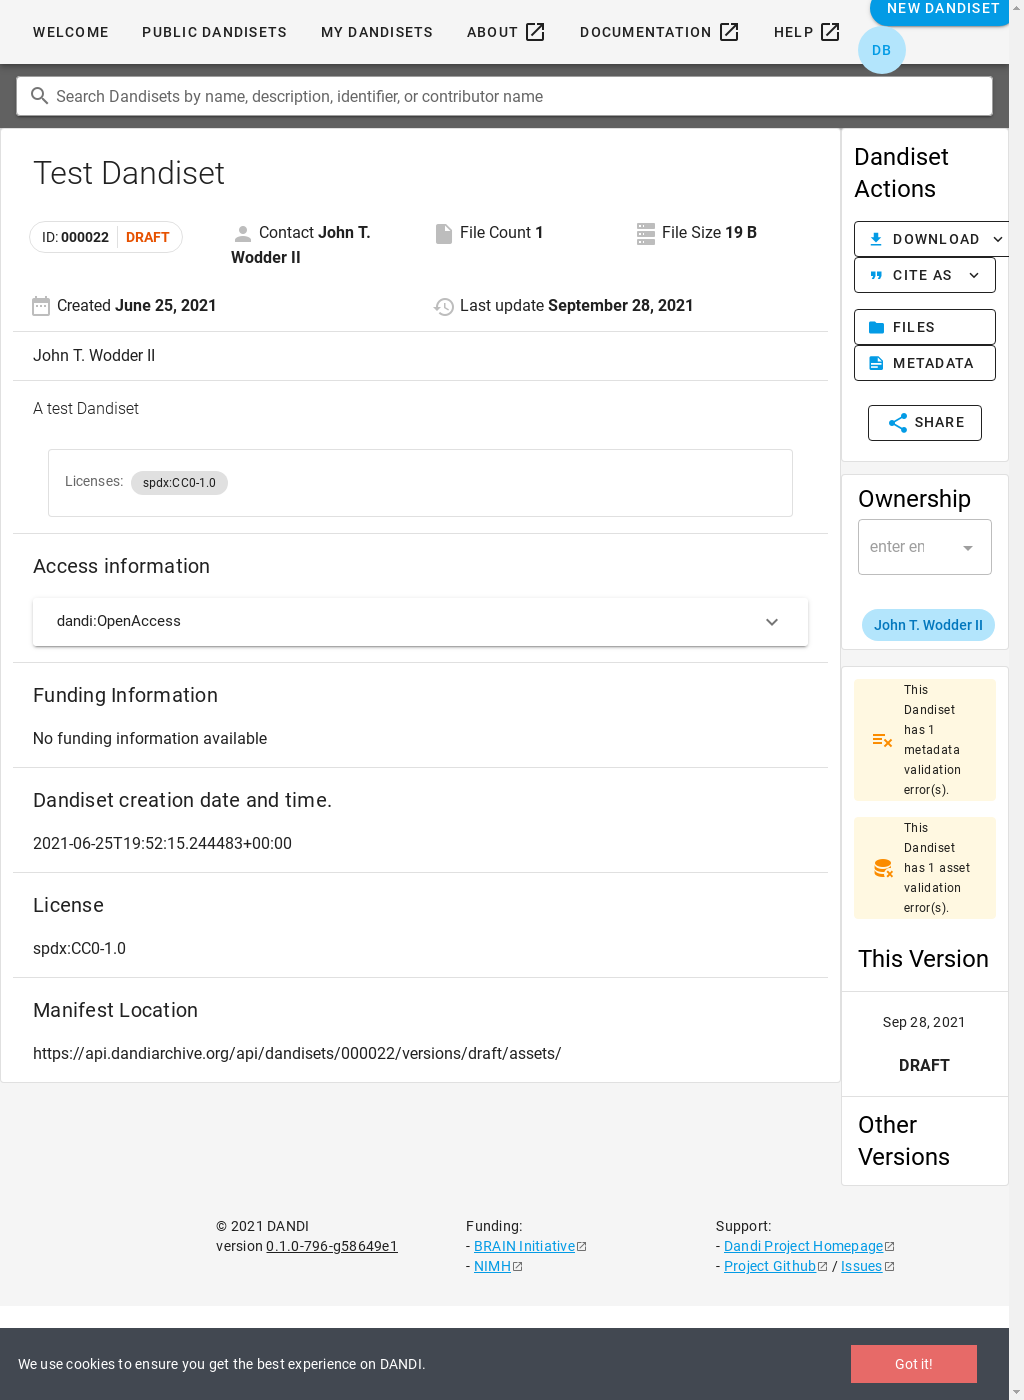 NEW DANDISET
WELCOME PUBLIC DANDISETS MY DANDISETS ABOUT DOCUMENTATION HELP
DB
Search Dandisets by name, description, identifier, or contributor name
Test Dandiset
ID: 000022 DRAFT
Contact John T. Wodder II
File Count 1
File Size 19 B
Created June 25, 2021
Last update September 28, 2021
John T. Wodder II
A test Dandiset
Licenses: spdx:CC0-1.0
Access information
dandi:OpenAccess
Funding Information
No funding information available
Dandiset creation date and time.
2021-06-25T19:52:15.244483+00:00
License
spdx:CC0-1.0
Manifest Location
https://api.dandiarchive.org/api/dandisets/000022/versions/draft/assets/
Dandiset
Actions
DOWNLOAD
CITE AS
FILES
METADATA
SHARE
Ownership
enter en
John T. Wodder II
This
Dandiset
has 1
metadata
validation
error(s).
This
Dandiset
has 1 asset
validation
error(s).
This Version
Sep 28, 2021
DRAFT
Other
Versions
© 2021 DANDI
version 0.1.0-796-g58649e1
Funding:
- BRAIN Initiative
- NIMH
Support:
- Dandi Project Homepage
- Project Github / Issues
We use cookies to ensure you get the best experience on DANDI.
Got it!